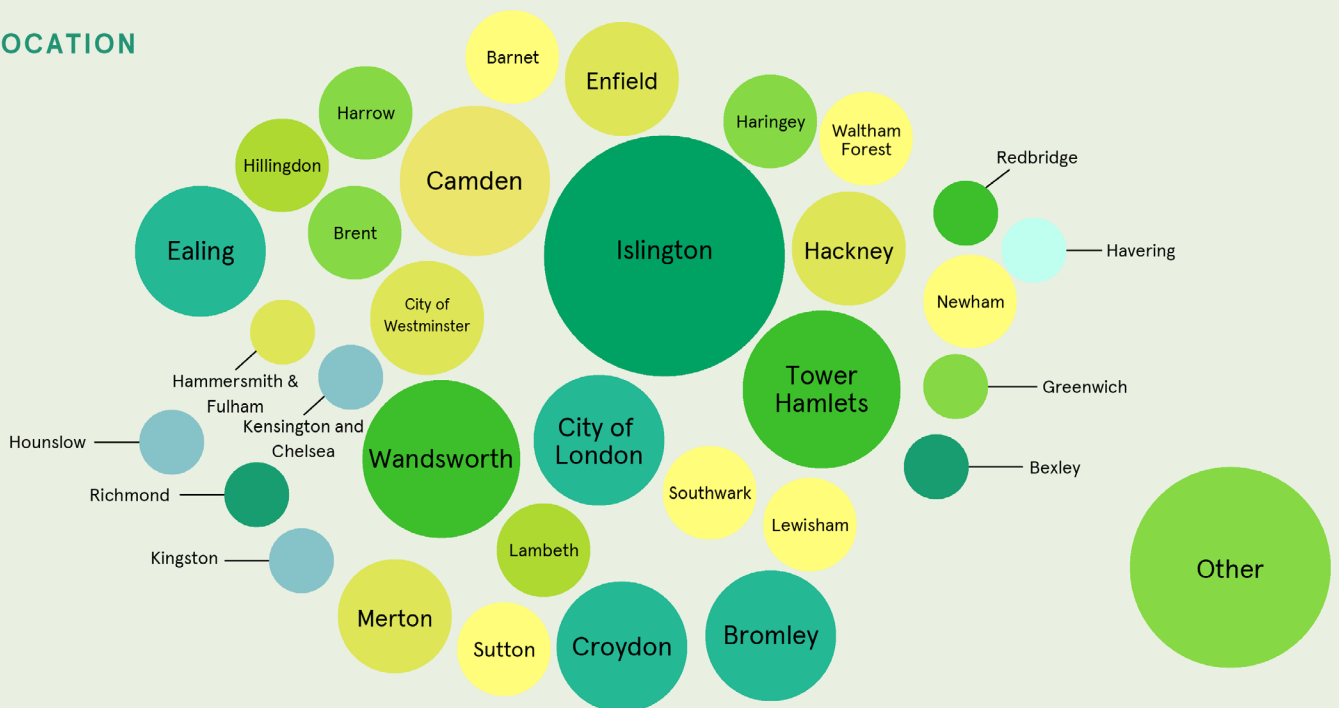 OCATION
Barnet
Enfield
Harrow
Haringey
Waltham
Forest
Hillingdon
Camden
Redbridge
Ealing
Brent
Islington
Hackney
Havering
City of
Westminster
Newham
Hammersmith &
Fulham
Kensington and
Chelsea
Tower
Hamlets
Greenwich
Hounslow
Wandsworth
City of
London
Bexley
Richmond
Southwark
Lewisham
Kingston
Lambeth
Other
Merton
Sutton
Croydon
Bromley